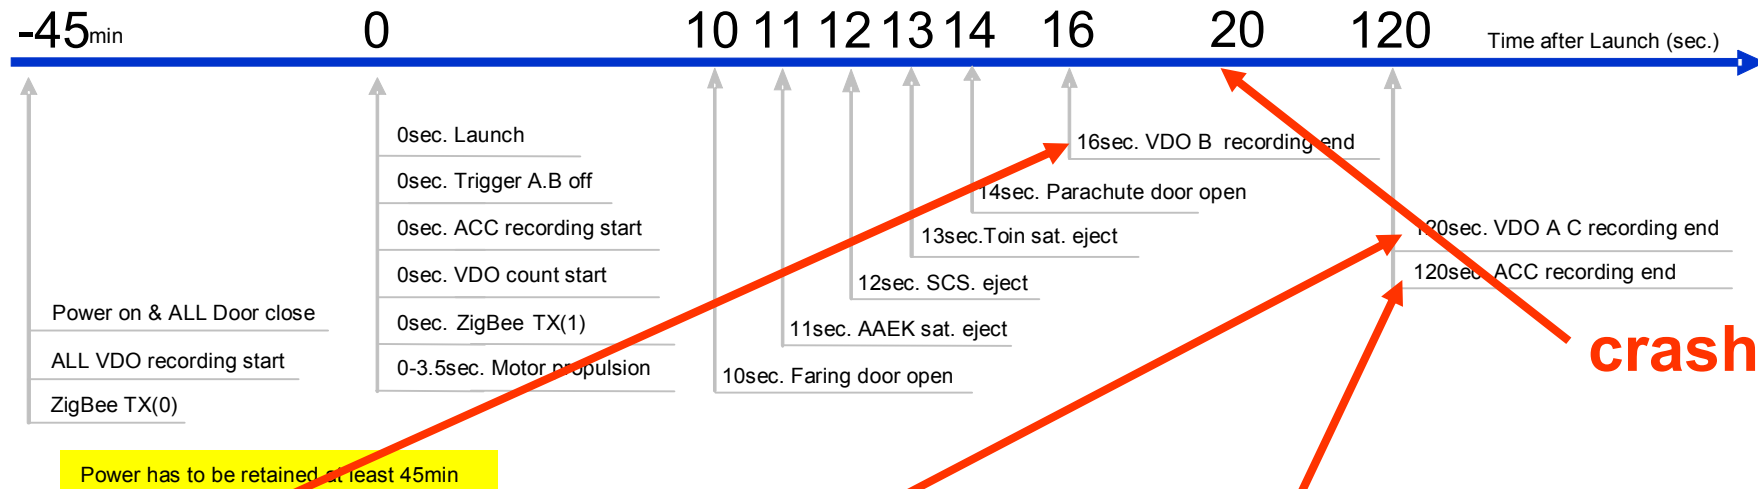 -45min 0 10 11 12 13 14 16 20 120 Time after Launch (sec.)
0sec. Launch
0sec. Trigger A.B off
0sec. ACC recording start
0sec. VDO count start
0sec. ZigBee TX(1)
0-3.5sec. Motor propulsion
16sec. VDO B recording end
14sec. Parachute door open
13sec.Toin sat. eject
12sec. SCS. eject
11sec. AAEK sat. eject
10sec. Faring door open
120sec. VDO A C recording end
120sec. ACC recording end
crash
Power on & ALL Door close
ALL VDO recording start
ZigBee TX(0)
Power has to be retained at least 45min